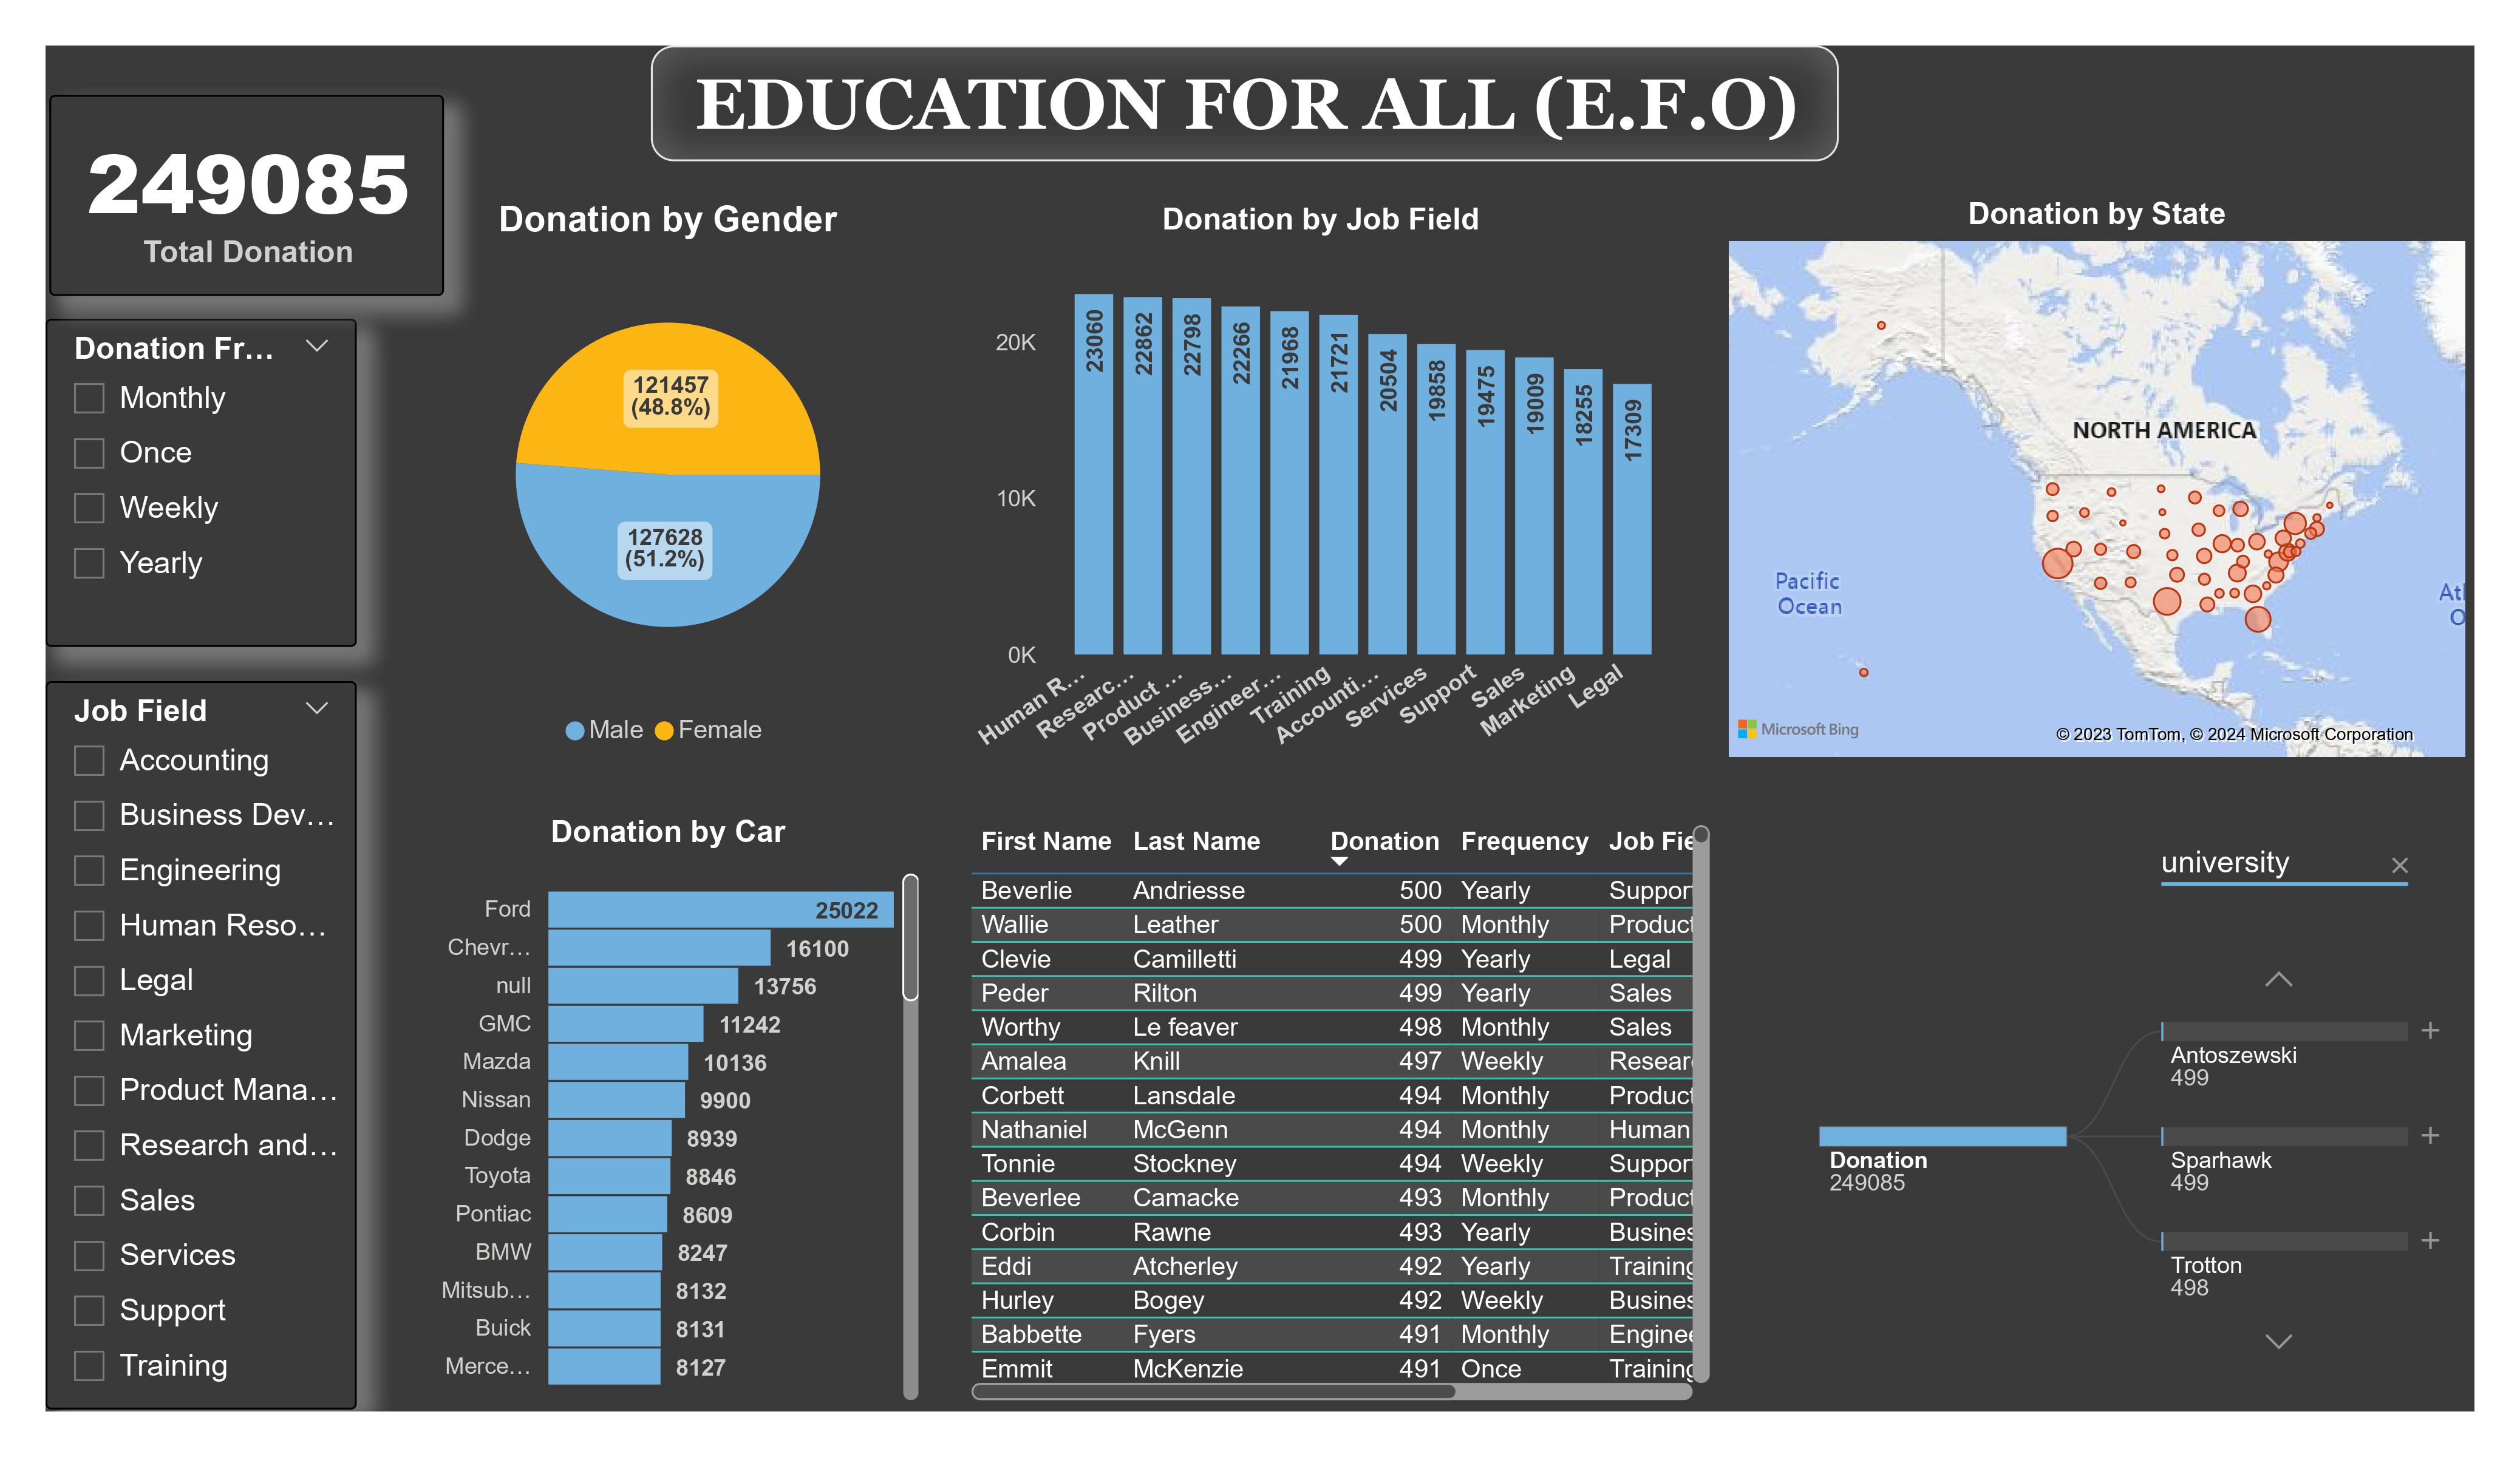 EDUCATION FOR ALL (E.F.O)
249085
Total Donation
Donation Fr...
Monthly
Once
Weekly
Yearly
Job Field
Accounting
Business Dev...
Engineering
Human Reso...
Legal
Marketing
Product Mana...
Research and...
Sales
Services
Support
Training
Donation by Gender
121457
(48.8%)
127628
(51.2%)
Male Female
Donation by Job Field
20K
10K
0K
23060
22862
22798
22266
21968
21721
20504
19858
19475
19009
18255
17309
Human R...
Researc...
Product ...
Business...
Engineer...
Training
Accounti...
Services
Support
Sales
Marketing
Legal
Donation by State
NORTH AMERICA
Pacific
Ocean
Atl
O
Microsoft Bing
© 2023 TomTom, © 2024 Microsoft Corporation
Donation by Car
Ford 25022
Chevr... 16100
null 13756
GMC 11242
Mazda 10136
Nissan 9900
Dodge 8939
Toyota 8846
Pontiac 8609
BMW 8247
Mitsub... 8132
Buick 8131
Merce... 8127
First Name Last Name Donation Frequency Job Fie
Beverlie Andriesse 500 Yearly Suppor
Wallie Leather 500 Monthly Product
Clevie Camilletti 499 Yearly Legal
Peder Rilton 499 Yearly Sales
Worthy Le feaver 498 Monthly Sales
Amalea Knill 497 Weekly Resear
Corbett Lansdale 494 Monthly Product
Nathaniel McGenn 494 Monthly Human
Tonnie Stockney 494 Weekly Suppor
Beverlee Camacke 493 Monthly Product
Corbin Rawne 493 Yearly Busines
Eddi Atcherley 492 Yearly Training
Hurley Bogey 492 Weekly Busines
Babbette Fyers 491 Monthly Enginee
Emmit McKenzie 491 Once Training
university
Donation
249085
Antoszewski
499
Sparhawk
499
Trotton
498